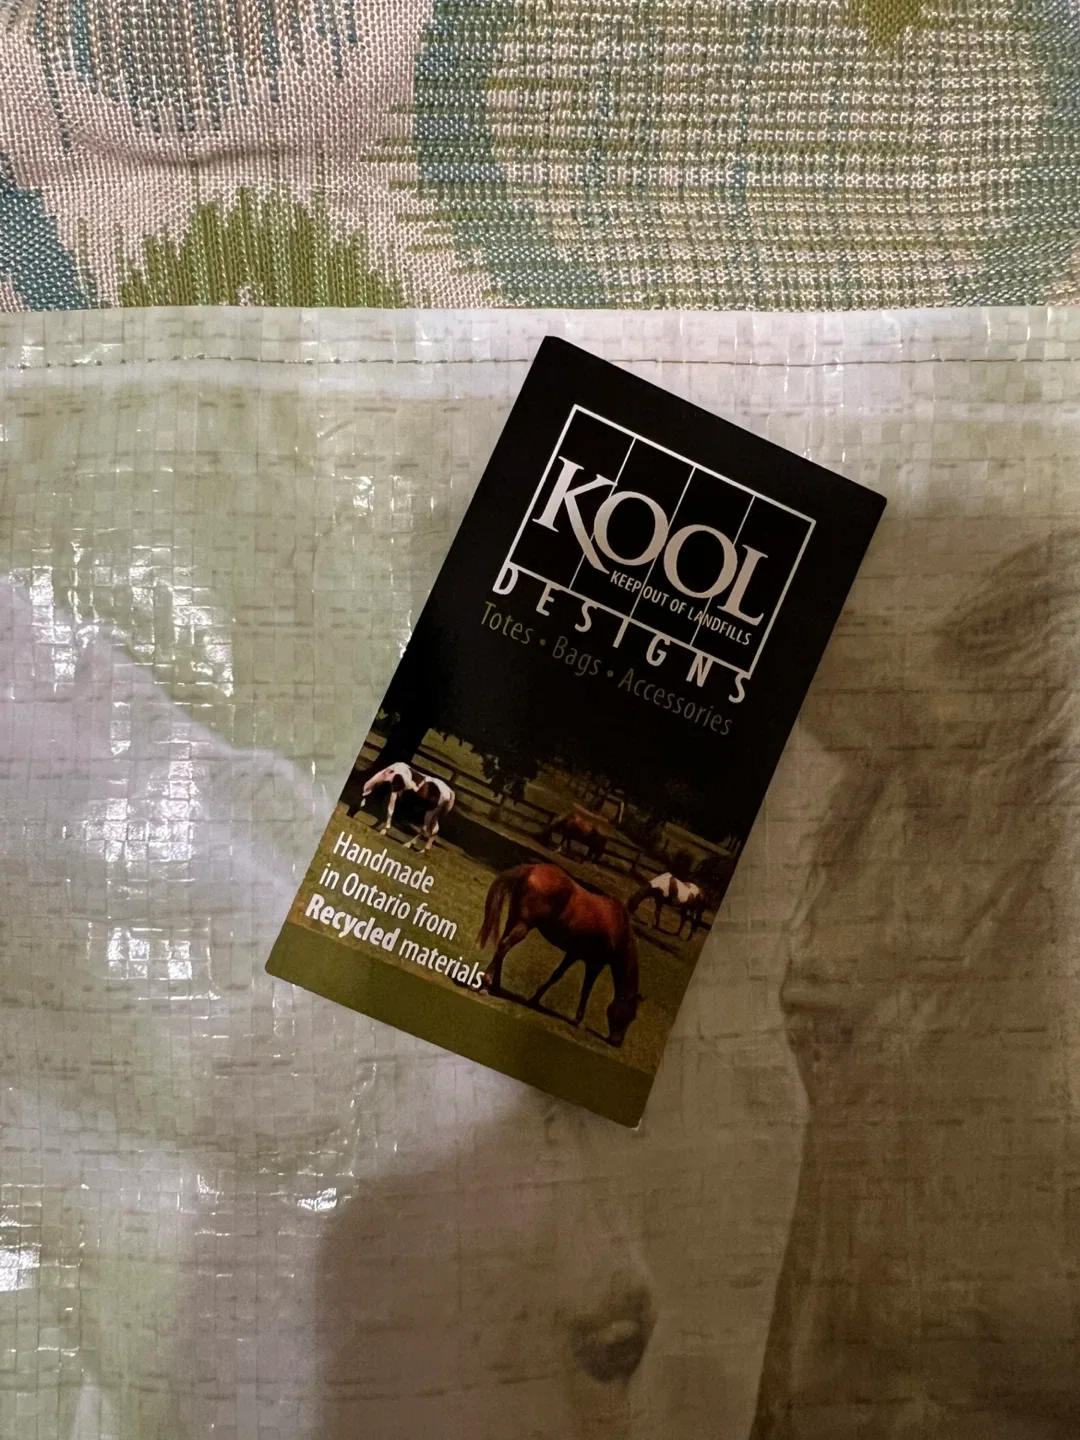 KOOL
KEEP OUT OF LANDFILLS
DESIGNS
Totes • Bags • Accessories
Handmade
in Ontario from
Recycled materials